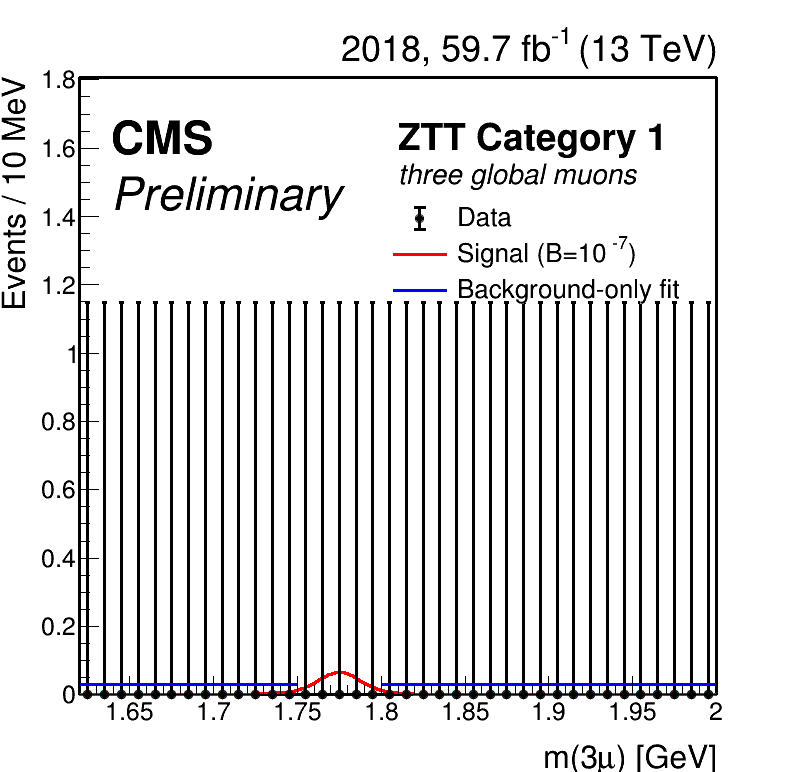 2018, 59.7 fb⁻¹ (13 TeV)
CMS
Preliminary
ZTT Category 1
three global muons
Data
Signal (B=10⁻⁷)
Background-only fit
Events / 10 MeV
1.8
1.6
1.4
1.2
1
0.8
0.6
0.4
0.2
0
1.65 1.7 1.75 1.8 1.85 1.9 1.95 2
m(3μ) [GeV]